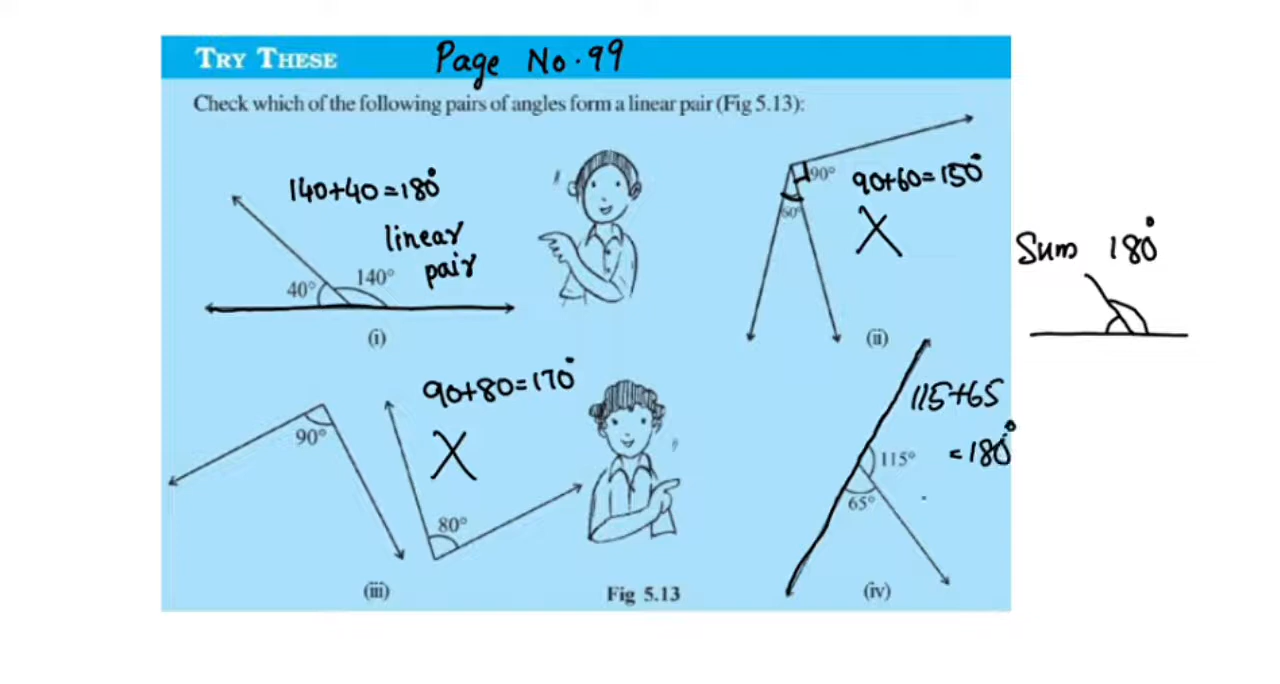 TRY THESE
Page No. 99
Check which of the following pairs of angles form a linear pair (Fig 5.13):
140+40=180°
linear
pair
40°
140°
(i)
90°
90+60=150°
60°
X
(ii)
Sum 180°
90+80=170°
X
90°
80°
(iii)
Fig 5.13
115+65
=180°
115°
65°
(iv)